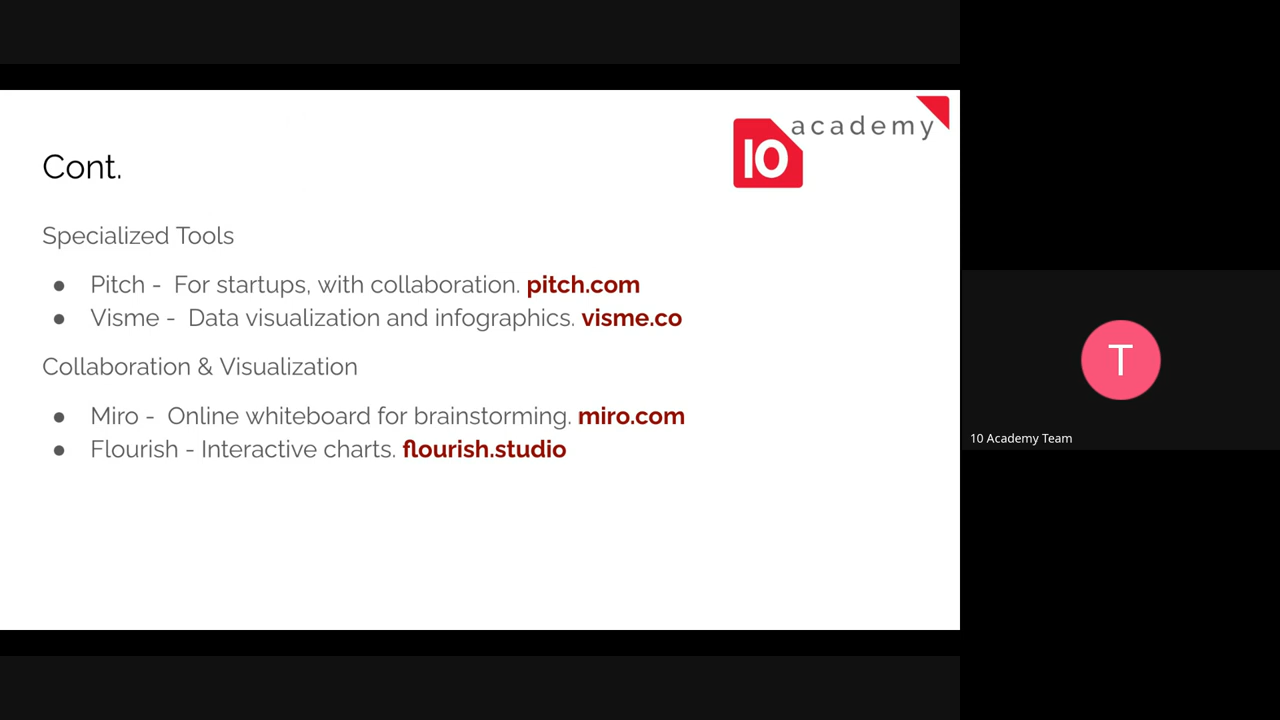 10 academy
Cont.
Specialized Tools
● Pitch - For startups, with collaboration. pitch.com
● Visme - Data visualization and infographics. visme.co
Collaboration & Visualization
● Miro - Online whiteboard for brainstorming. miro.com
● Flourish - Interactive charts. flourish.studio
T
10 Academy Team